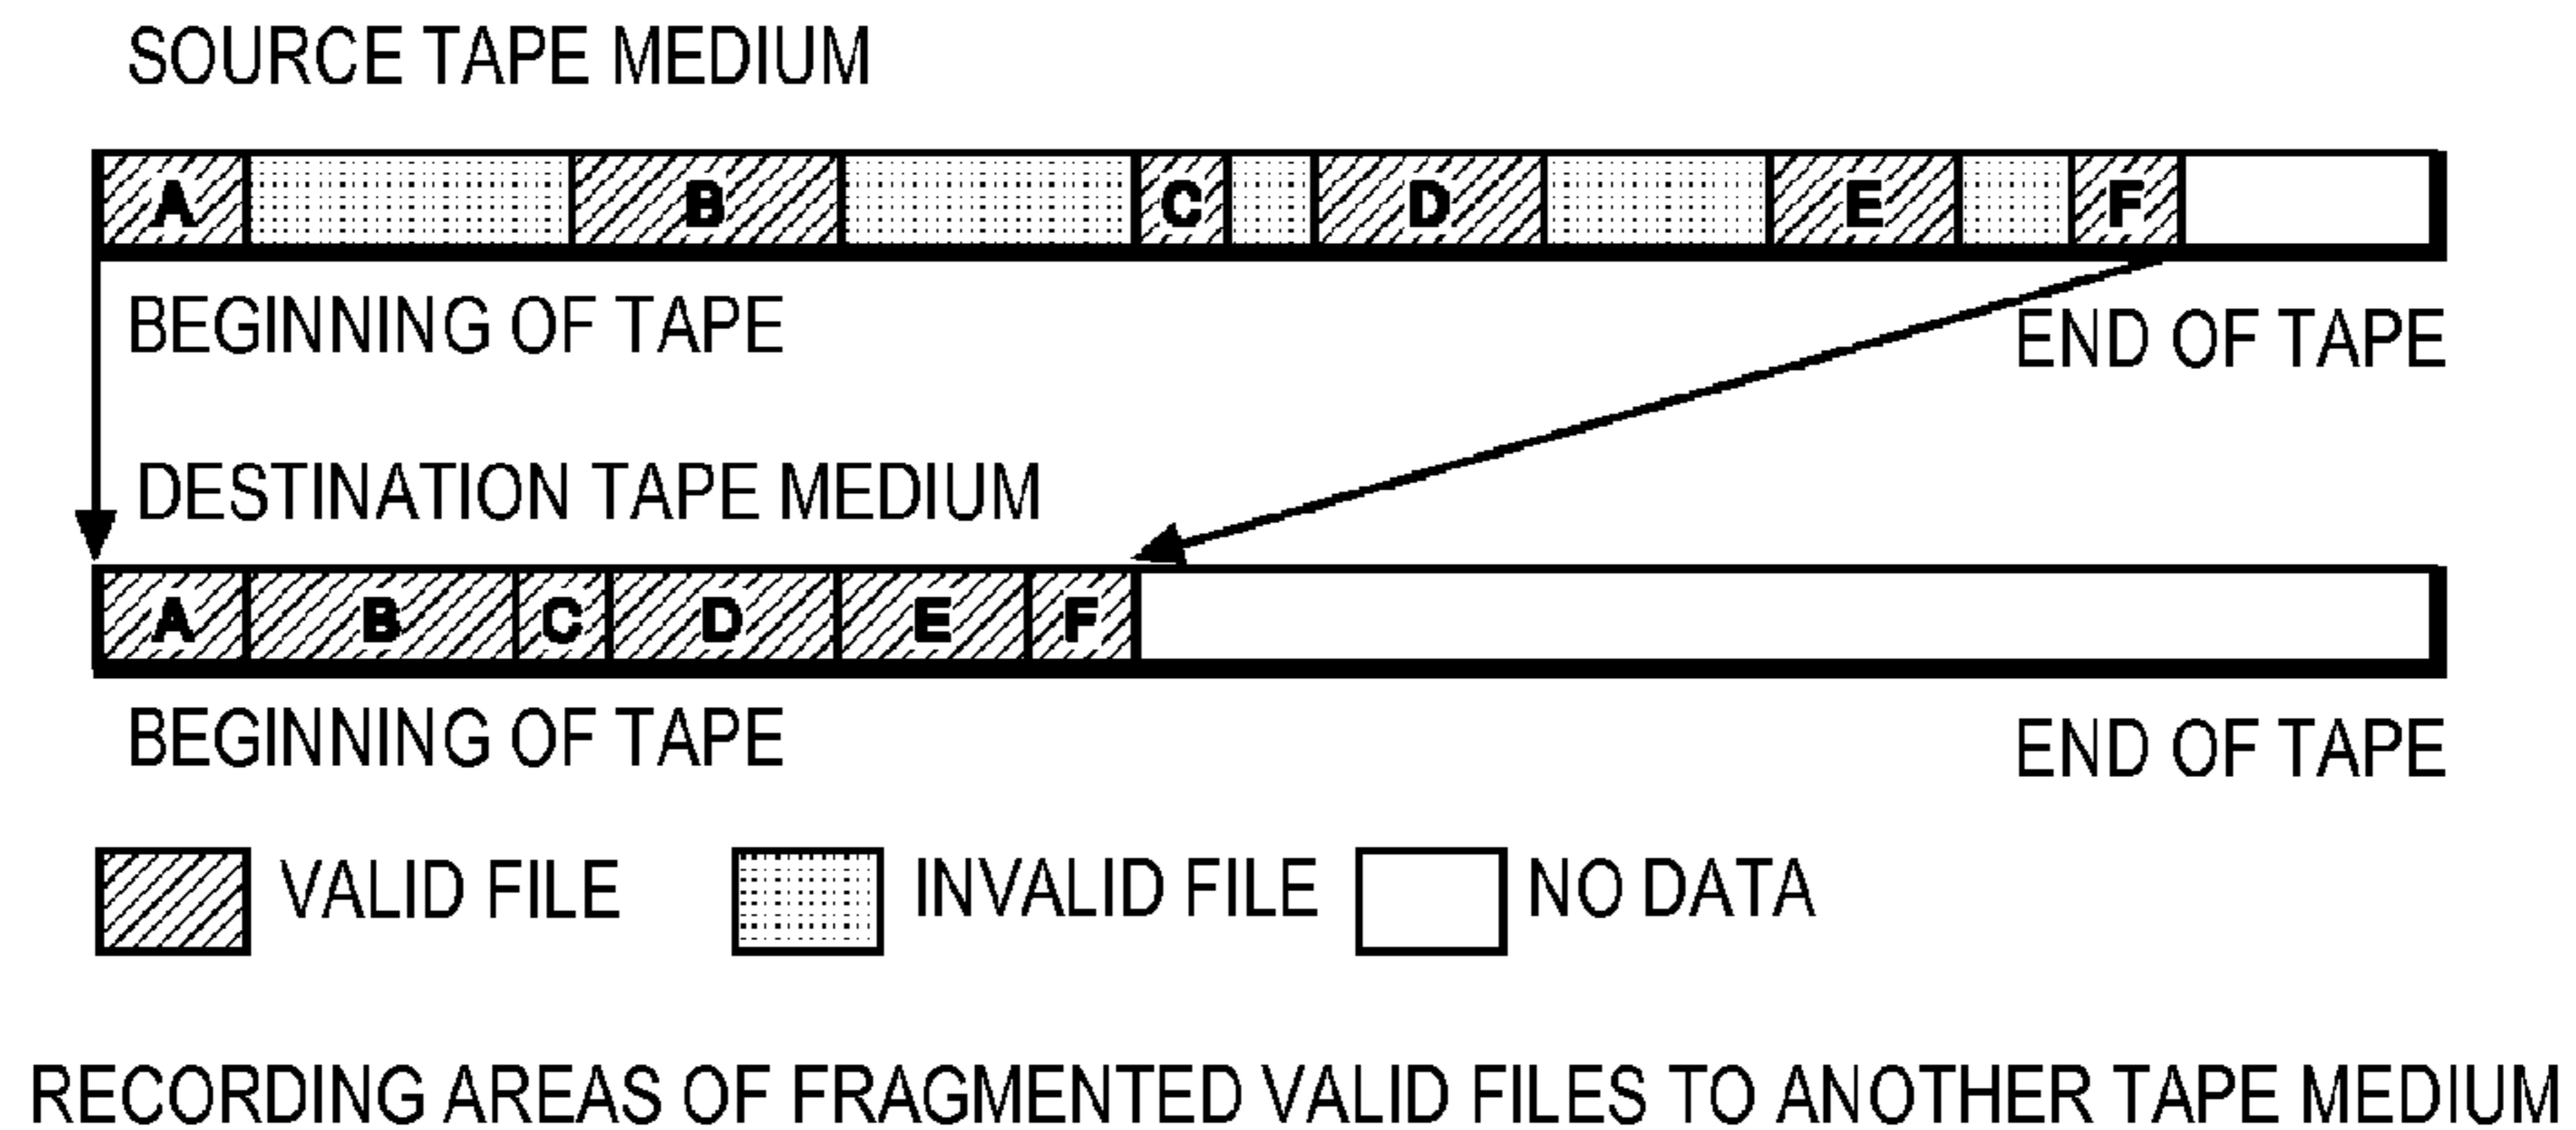 SOURCE TAPE MEDIUM
A B C D E F
BEGINNING OF TAPE END OF TAPE
DESTINATION TAPE MEDIUM
A B C D E F
BEGINNING OF TAPE END OF TAPE
VALID FILE INVALID FILE NO DATA
RECORDING AREAS OF FRAGMENTED VALID FILES TO ANOTHER TAPE MEDIUM